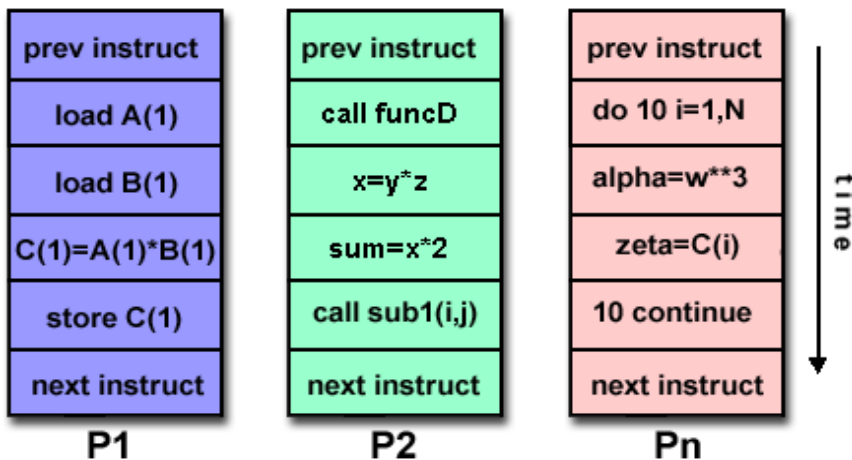 prev instruct
load A(1)
load B(1)
C(1)=A(1)*B(1)
store C(1)
next instruct
P1
prev instruct
call funcD
x=y*z
sum=x*2
call sub1(i,j)
next instruct
P2
prev instruct
do 10 i=1,N
alpha=w**3
zeta=C(i)
10 continue
next instruct
Pn
time